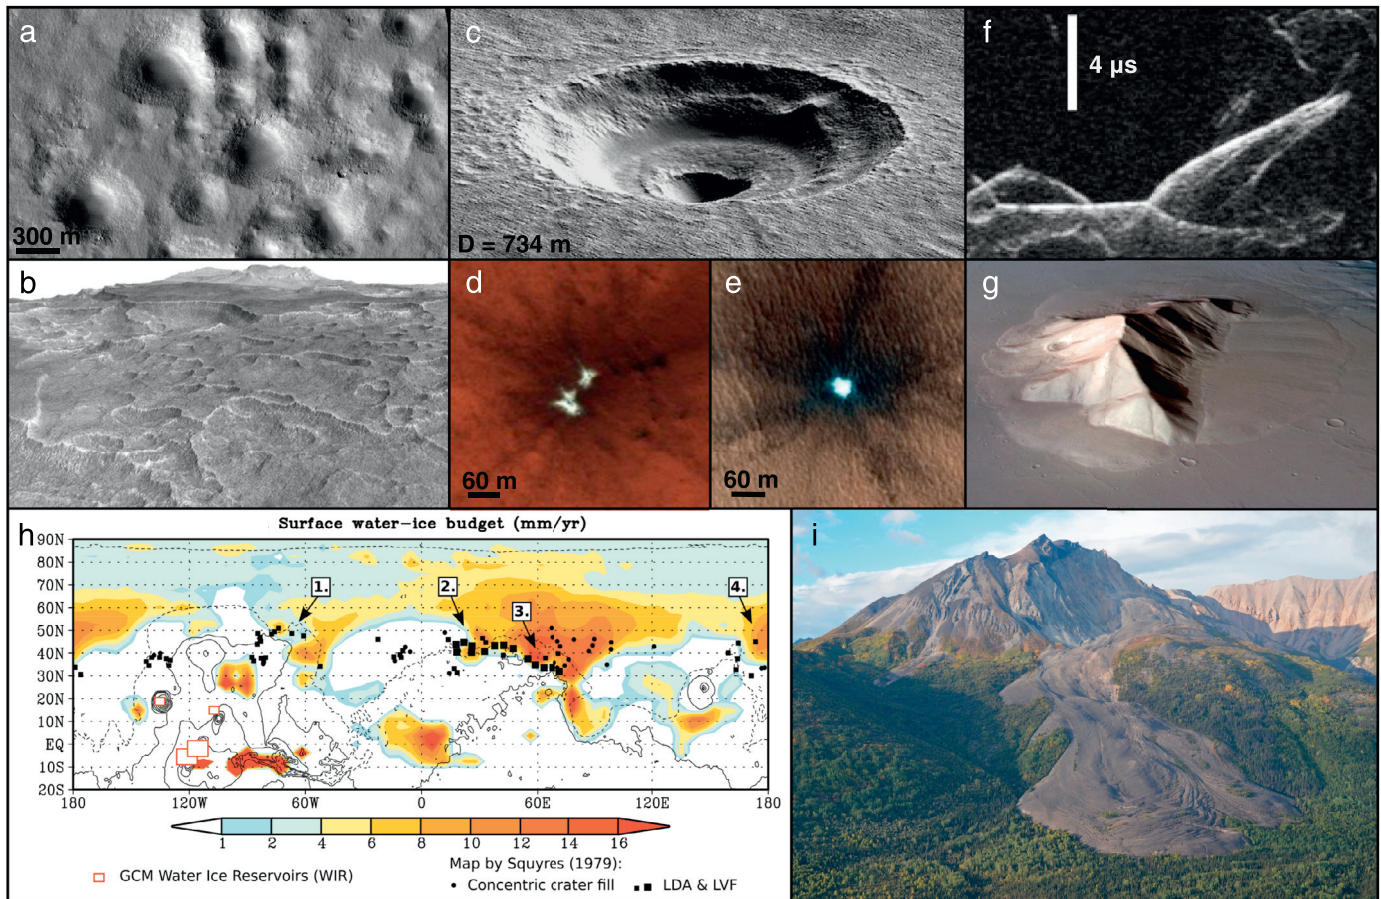 a
300 m
b
c
D = 734 m
d
60 m
e
60 m
f
4 µs
g
h
Surface water-ice budget (mm/yr)
90N
80N
70N
60N
50N
40N
30N
20N
10N
EQ
10S
20S
1.
2.
3.
4.
180 120W 60W 0 60E 120E 180
1 2 4 6 8 10 12 14 16
GCM Water Ice Reservoirs (WIR)
Map by Squyres (1979):
Concentric crater fill
LDA & LVF
i